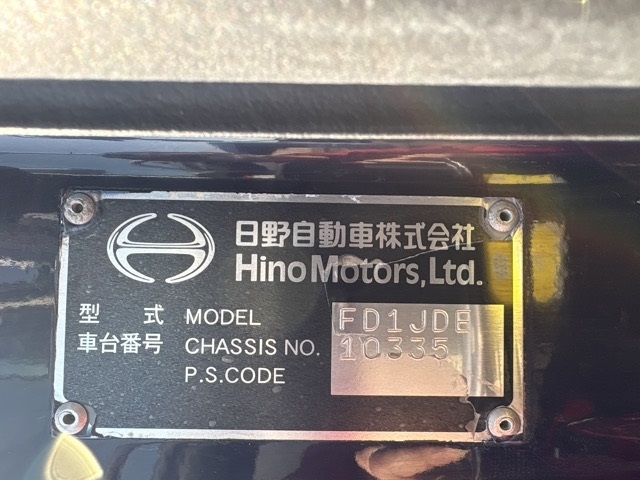 日野自動車株式会社
Hino Motors, Ltd.
型 式 MODEL FD1JDE
車台番号 CHASSIS NO. 10335
P.S.CODE